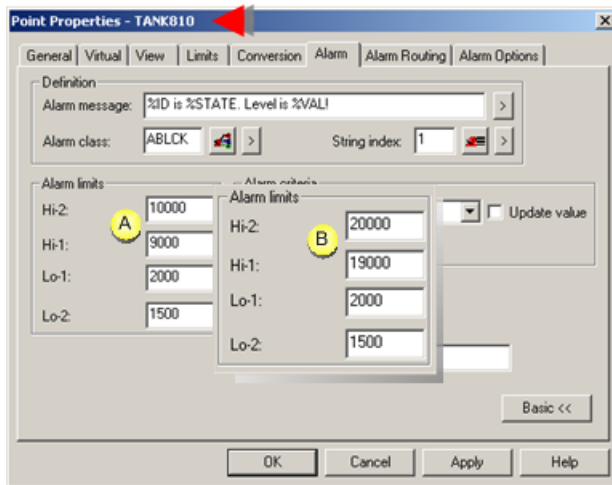 Point Properties - TANK810
General Virtual View Limits Conversion Alarm Alarm Routing Alarm Options
Definition
Alarm message: %ID is %STATE. Level is %VAL!
Alarm class: ABLCK > String index: 1 >
Alarm limits
Hi-2: 10000
A
Hi-1: 9000
Lo-1: 2000
Lo-2: 1500
Alarm criteria
Update value
Alarm limits
Hi-2: 20000
B
Hi-1: 19000
Lo-1: 2000
Lo-2: 1500
Basic <<
OK Cancel Apply Help